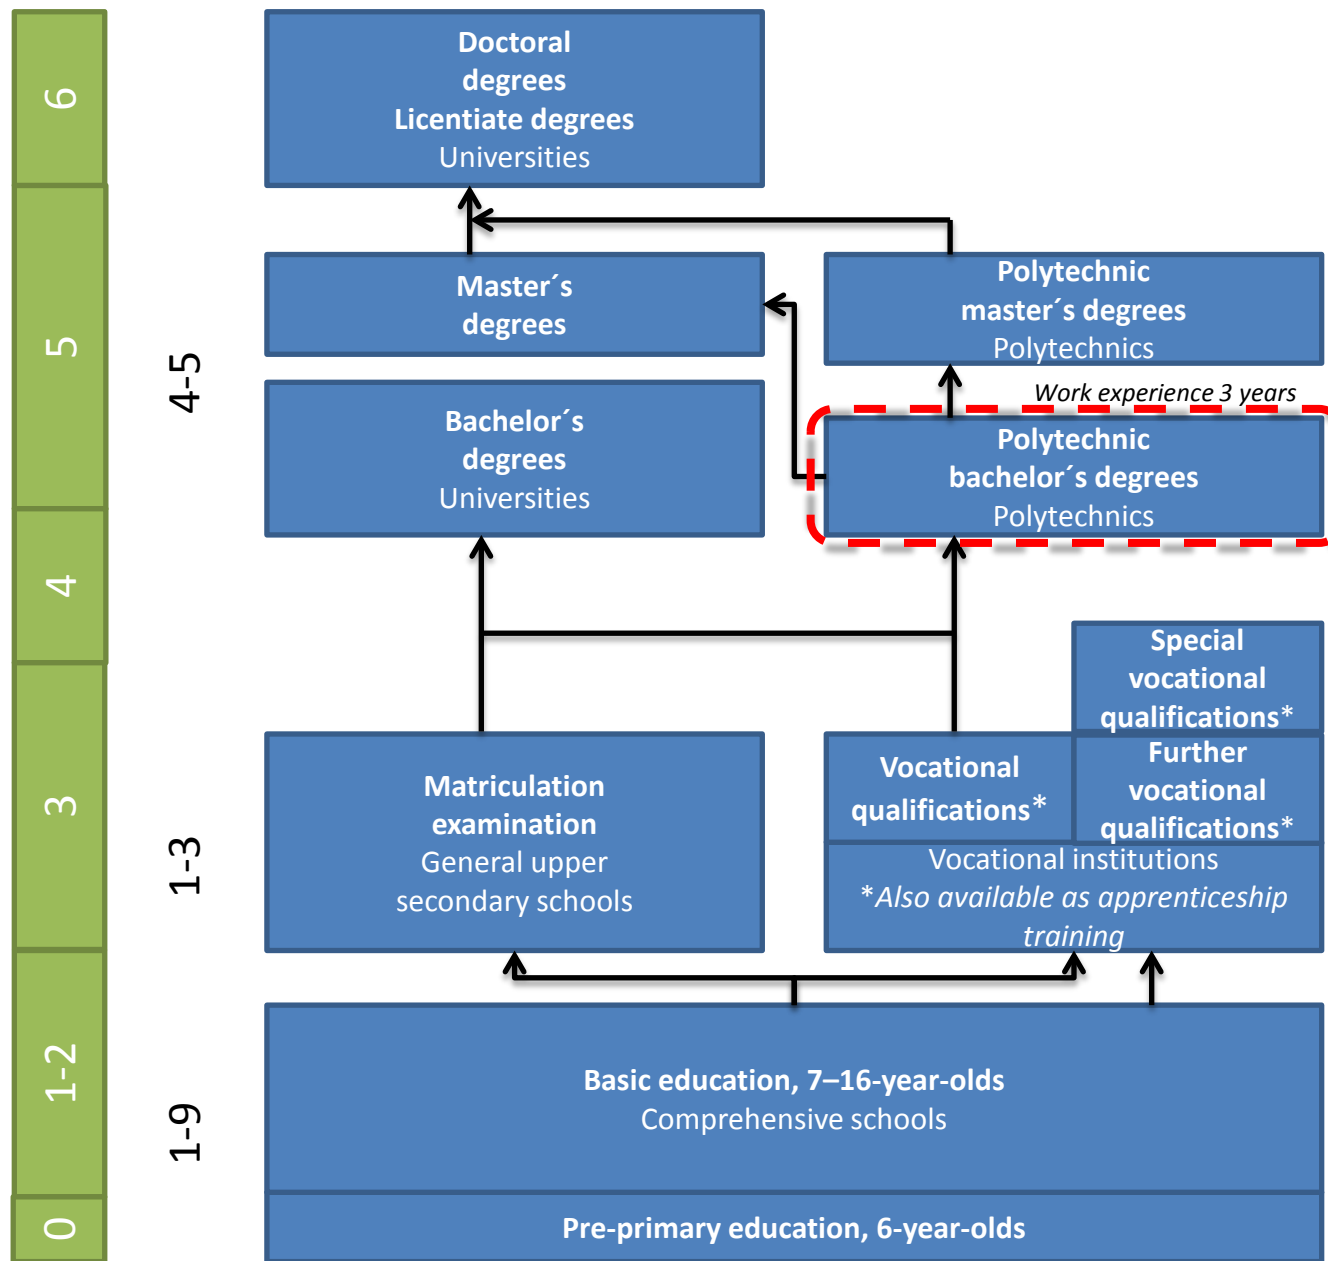 6
Doctoral
degrees
Licentiate degrees
Universities
5
4-5
Master´s
degrees
Polytechnic
master´s degrees
Polytechnics
Work experience 3 years
Bachelor´s
degrees
Universities
Polytechnic
bachelor´s degrees
Polytechnics
4
Special
vocational
qualifications*
3
1-3
Matriculation
examination
General upper
secondary schools
Vocational
qualifications*
Further
vocational
qualifications*
Vocational institutions
*Also available as apprenticeship
training
1-2
1-9
Basic education, 7–16-year-olds
Comprehensive schools
0
Pre-primary education, 6-year-olds